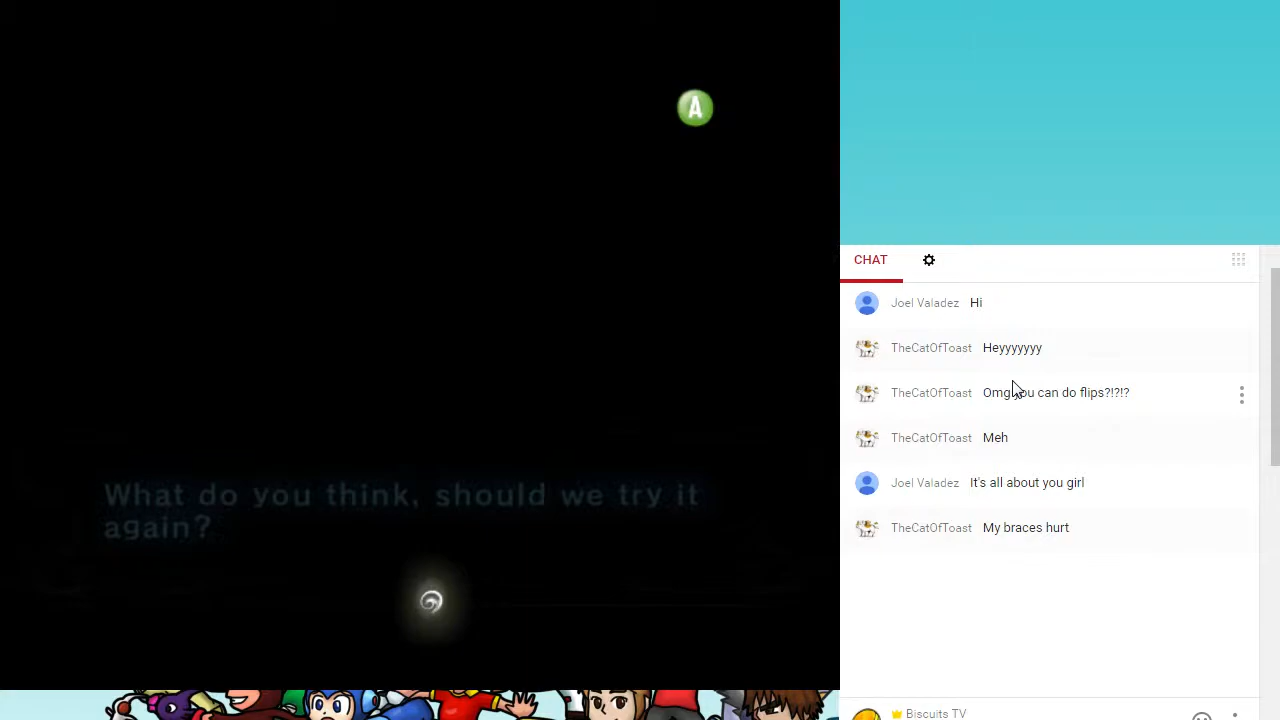 A
CHAT
Joel Valadez Hi
TheCatOfToast Heyyyyyyy
TheCatOfToast Omg you can do flips?!?!?
TheCatOfToast Meh
Joel Valadez It's all about you girl
TheCatOfToast My braces hurt
What do you think, should we try it
again?
Biscuits TV